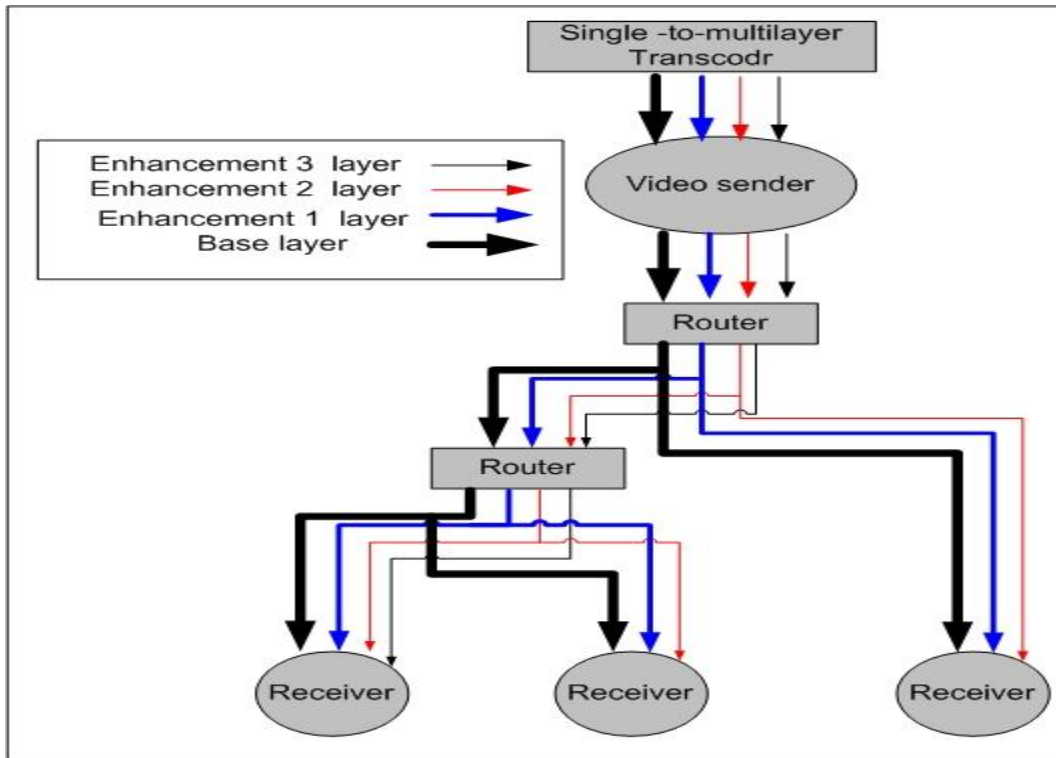 Single -to-multilayer
Transcodr
Enhancement 3 layer
Enhancement 2 layer
Enhancement 1 layer
Base layer
Video sender
Router
Router
Receiver
Receiver
Receiver